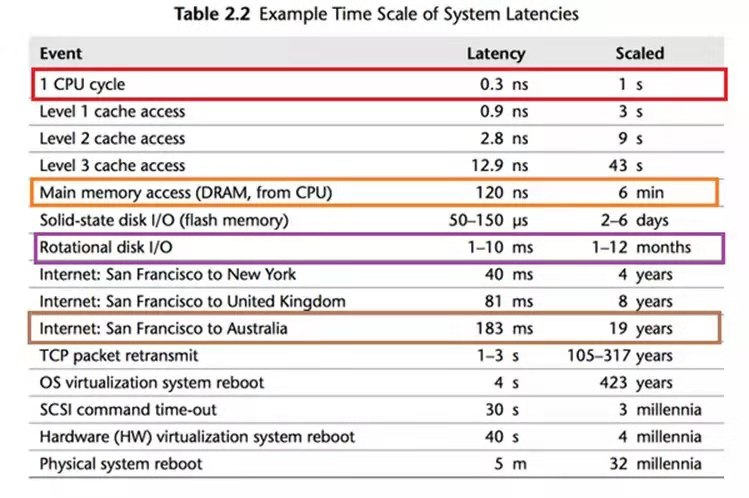 Table 2.2 Example Time Scale of System Latencies
Event Latency Scaled
1 CPU cycle 0.3 ns 1 s
Level 1 cache access 0.9 ns 3 s
Level 2 cache access 2.8 ns 9 s
Level 3 cache access 12.9 ns 43 s
Main memory access (DRAM, from CPU) 120 ns 6 min
Solid-state disk I/O (flash memory) 50–150 μs 2–6 days
Rotational disk I/O 1–10 ms 1–12 months
Internet: San Francisco to New York 40 ms 4 years
Internet: San Francisco to United Kingdom 81 ms 8 years
Internet: San Francisco to Australia 183 ms 19 years
TCP packet retransmit 1–3 s 105–317 years
OS virtualization system reboot 4 s 423 years
SCSI command time-out 30 s 3 millennia
Hardware (HW) virtualization system reboot 40 s 4 millennia
Physical system reboot 5 m 32 millennia